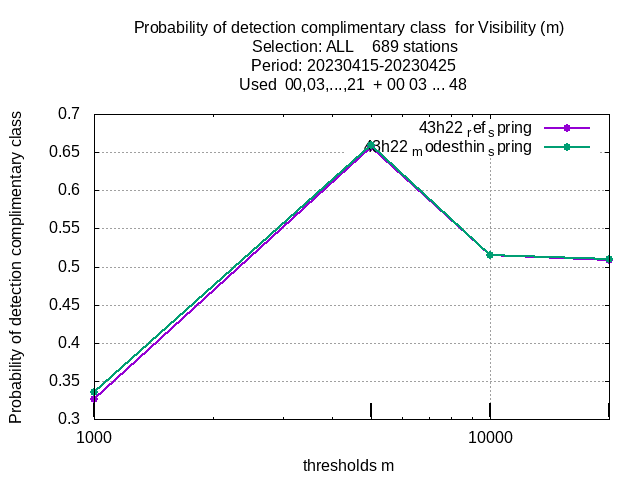 Probability of detection complimentary class  for Visibility (m)
Selection: ALL    689 stations
Period: 20230415-20230425
Used  00,03,...,21  + 00 03 ... 48
Probability of detection complimentary class
0.7
0.65
0.6
0.55
0.5
0.45
0.4
0.35
0.3
43h22 ref spring
43h22 modesthin spring
1000
10000
thresholds m